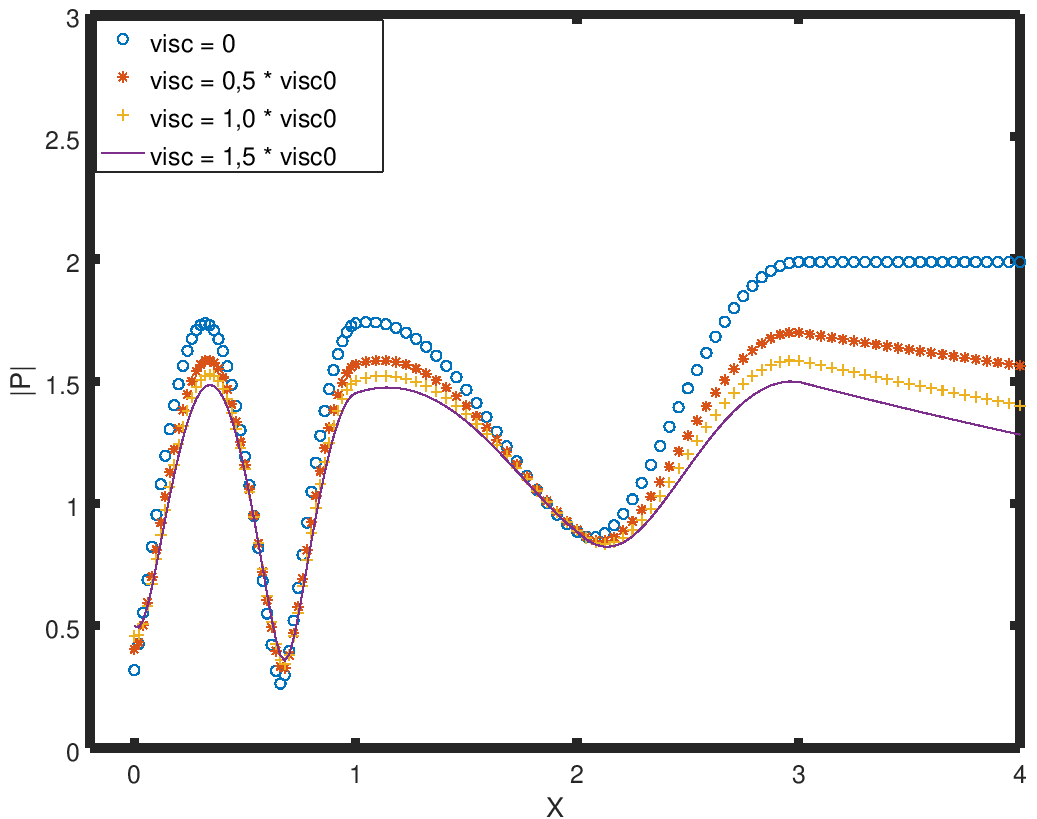 3
visc = 0
visc = 0,5 * visc0
visc = 1,0 * visc0
visc = 1,5 * visc0
2.5
2
|P|
1.5
1
0.5
0
0 1 2 3 4
X